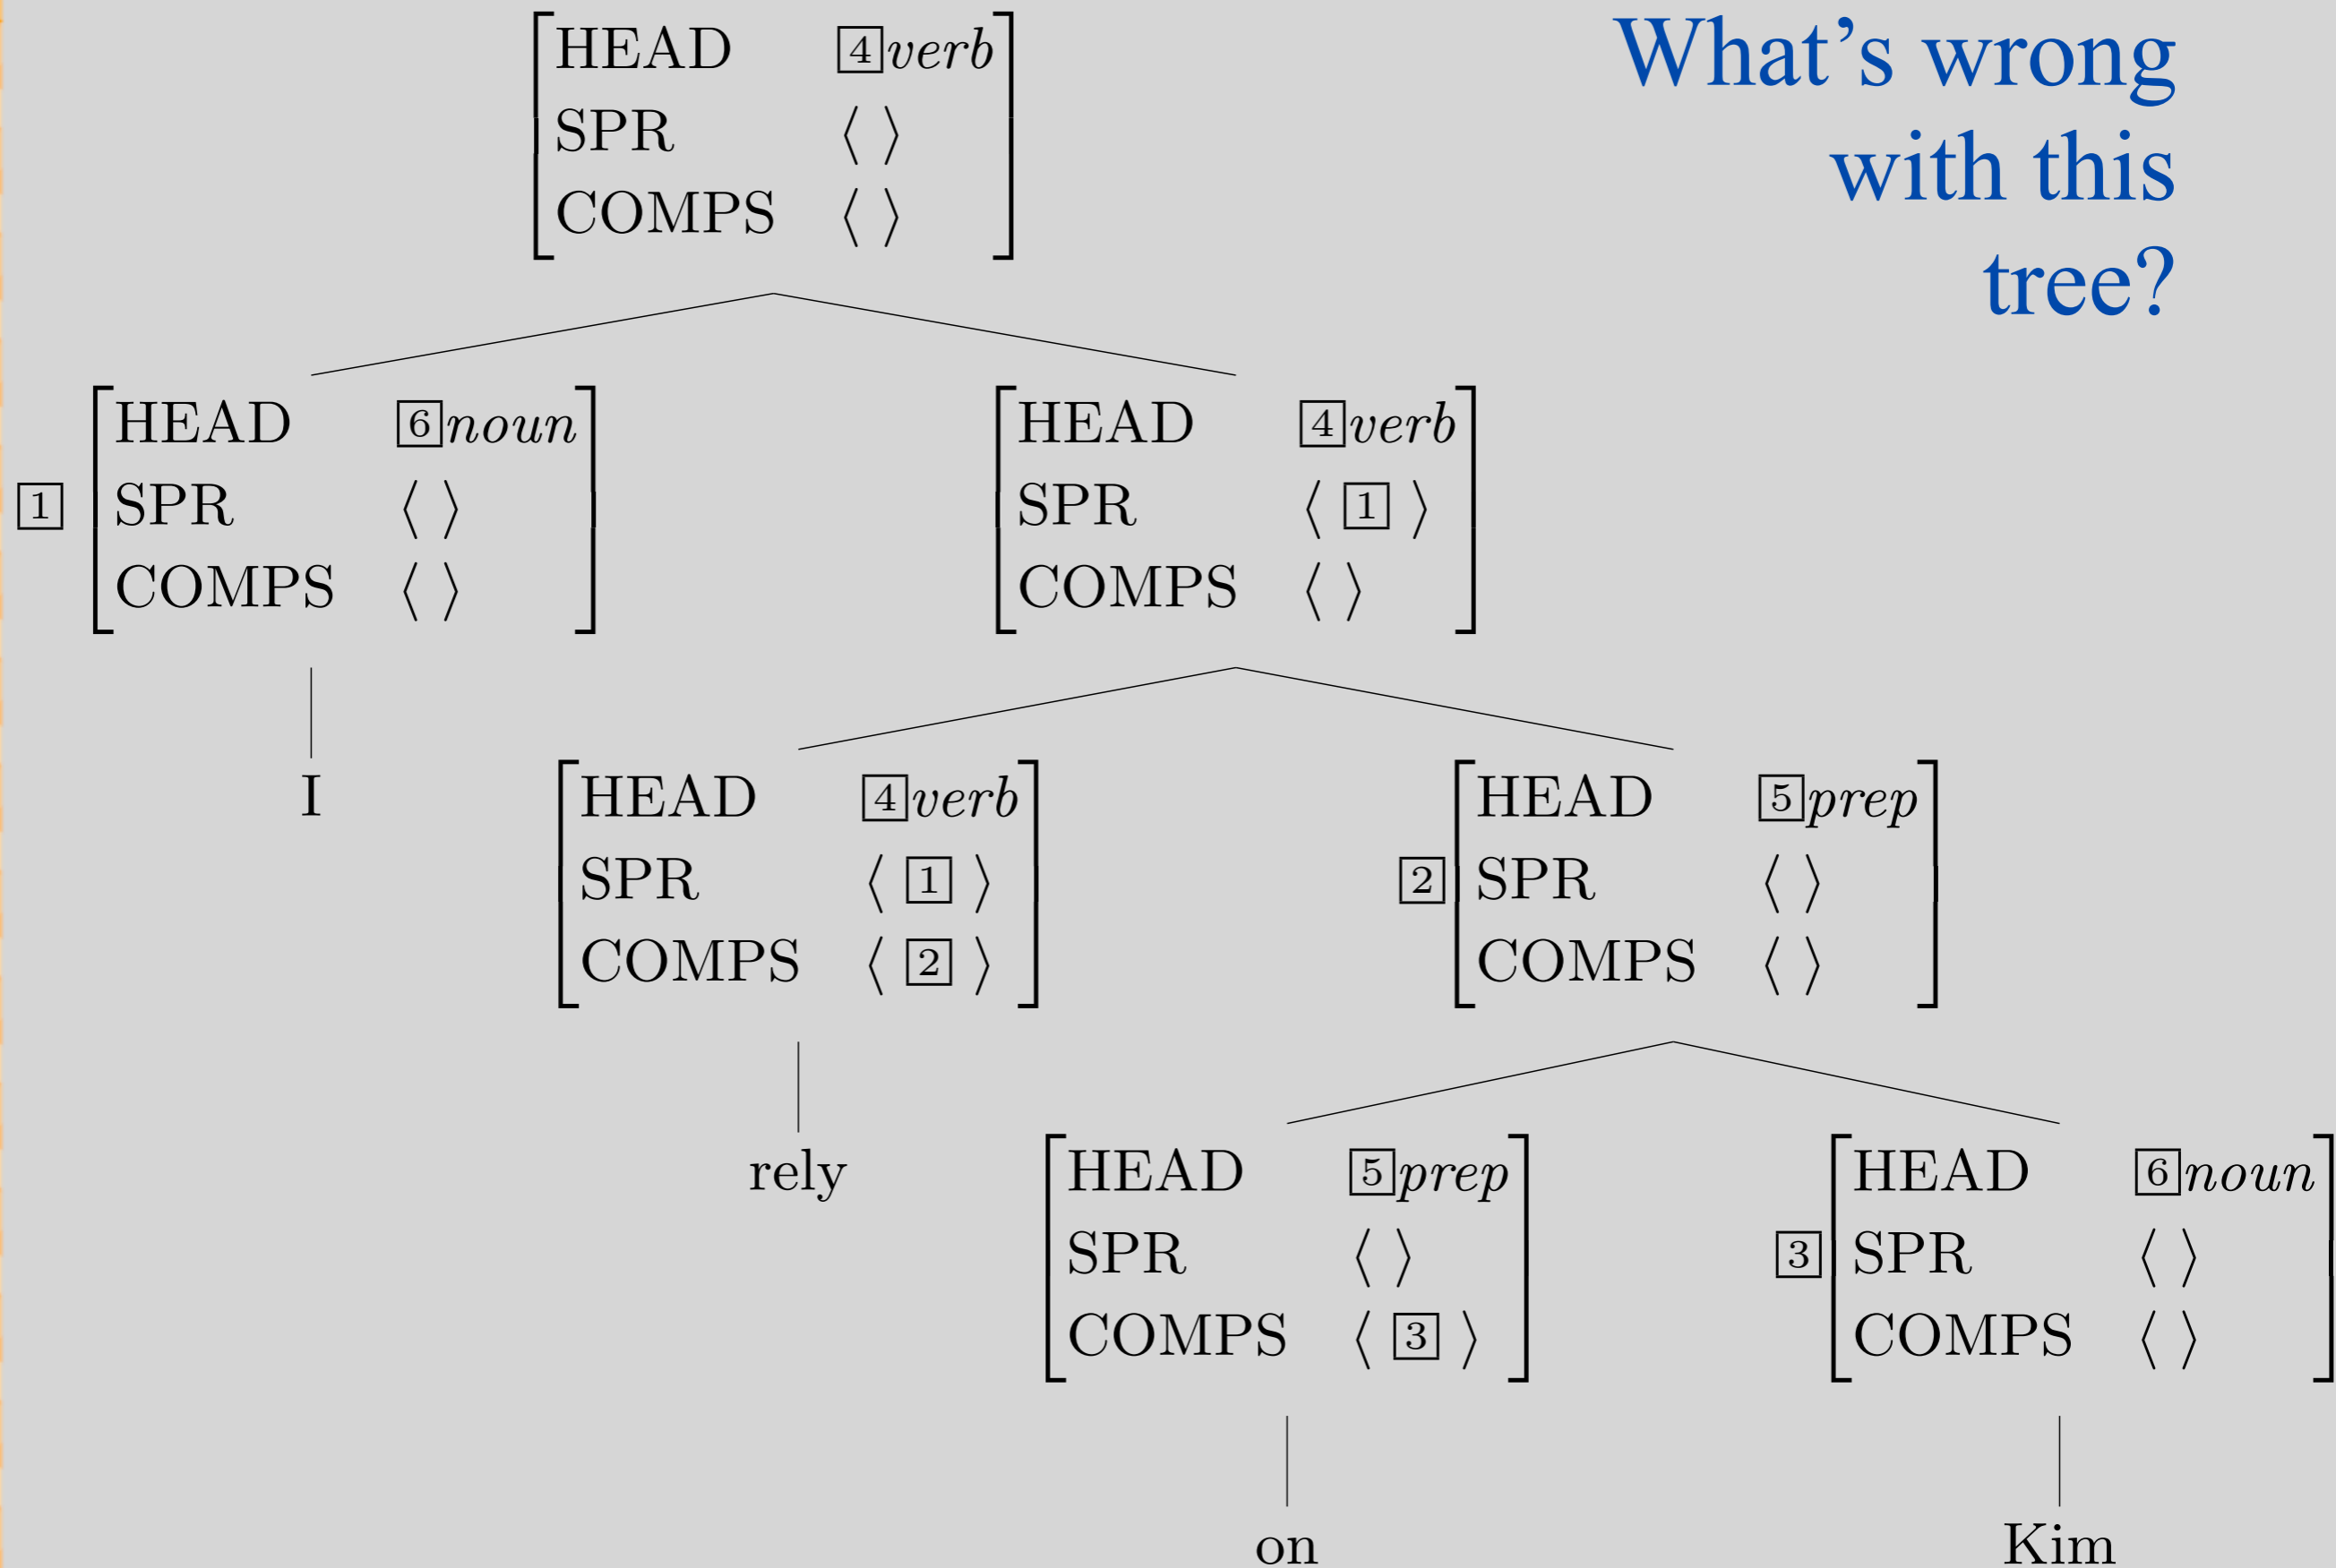 What's wrong
with this
tree?
HEAD 4 verb
SPR ⟨ ⟩
COMPS ⟨ ⟩
1
HEAD 6 noun
SPR ⟨ ⟩
COMPS ⟨ ⟩
HEAD 4 verb
SPR ⟨ 1 ⟩
COMPS ⟨ ⟩
I
HEAD 4 verb
SPR ⟨ 1 ⟩
COMPS ⟨ 2 ⟩
2
HEAD 5 prep
SPR ⟨ ⟩
COMPS ⟨ ⟩
rely
HEAD 5 prep
SPR ⟨ ⟩
COMPS ⟨ 3 ⟩
3
HEAD 6 noun
SPR ⟨ ⟩
COMPS ⟨ ⟩
on
Kim